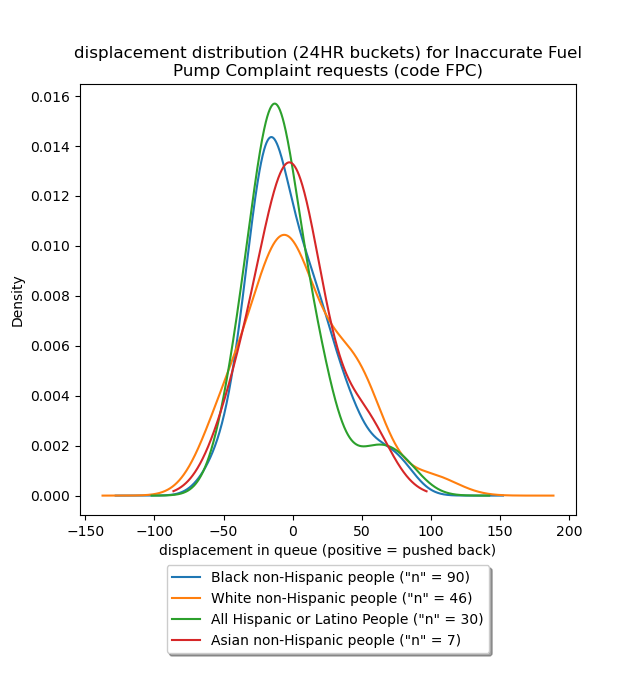 displacement distribution (24HR buckets) for Inaccurate Fuel
Pump Complaint requests (code FPC)
0.016
0.014
0.012
0.010
0.008
0.006
0.004
0.002
0.000
Density
−150
−100
−50
0
50
100
150
200
displacement in queue (positive = pushed back)
Black non-Hispanic people ("n" = 90)
White non-Hispanic people ("n" = 46)
All Hispanic or Latino People ("n" = 30)
Asian non-Hispanic people ("n" = 7)